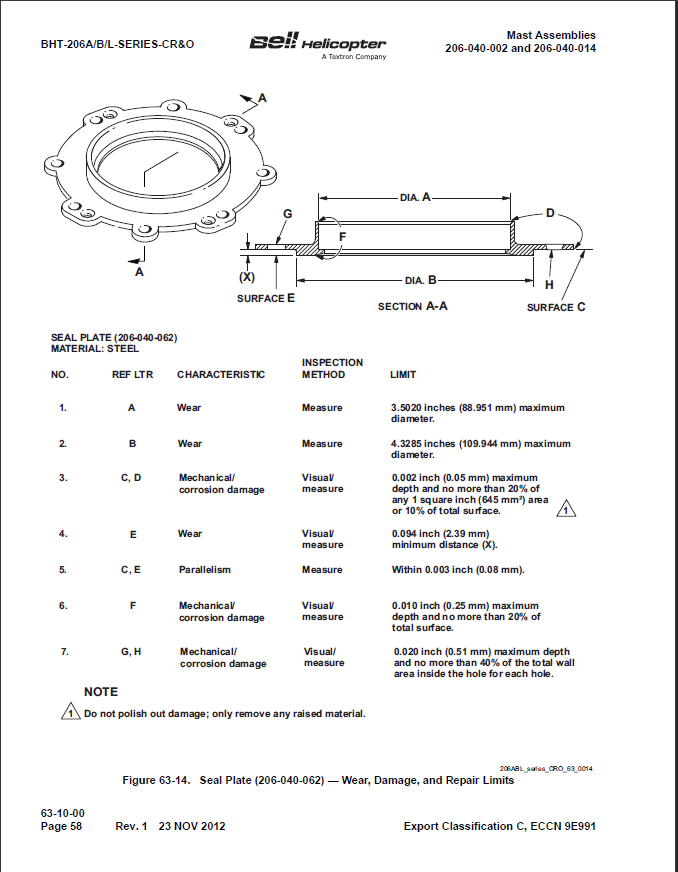 BHT-206A/B/L-SERIES-CR&O
Bell Helicopter
A Textron Company
Mast Assemblies
206-040-002 and 206-040-014
A
A
DIA. A
G
F
D
(X)
SURFACE E
DIA. B
H
SECTION A-A
SURFACE C
SEAL PLATE (206-040-062)
MATERIAL: STEEL
NO. REF LTR CHARACTERISTIC INSPECTION METHOD LIMIT
1. A Wear Measure 3.5020 inches (88.951 mm) maximum
diameter.
2. B Wear Measure 4.3285 inches (109.944 mm) maximum
diameter.
3. C, D Mechanical/ Visual/ 0.002 inch (0.05 mm) maximum
corrosion damage measure depth and no more than 20% of
any 1 square inch (645 mm²) area
or 10% of total surface. 1
4. E Wear Visual/ 0.094 inch (2.39 mm)
measure minimum distance (X).
5. C, E Parallelism Measure Within 0.003 inch (0.08 mm).
6. F Mechanical/ Visual/ 0.010 inch (0.25 mm) maximum
corrosion damage measure depth and no more than 20% of
total surface.
7. G, H Mechanical/ Visual/ 0.020 inch (0.51 mm) maximum depth
corrosion damage measure and no more than 40% of the total wall
area inside the hole for each hole.
NOTE
1 Do not polish out damage; only remove any raised material.
206ABL_series_CRO_63_0014
Figure 63-14. Seal Plate (206-040-062) — Wear, Damage, and Repair Limits
63-10-00
Page 58 Rev. 1 23 NOV 2012 Export Classification C, ECCN 9E991